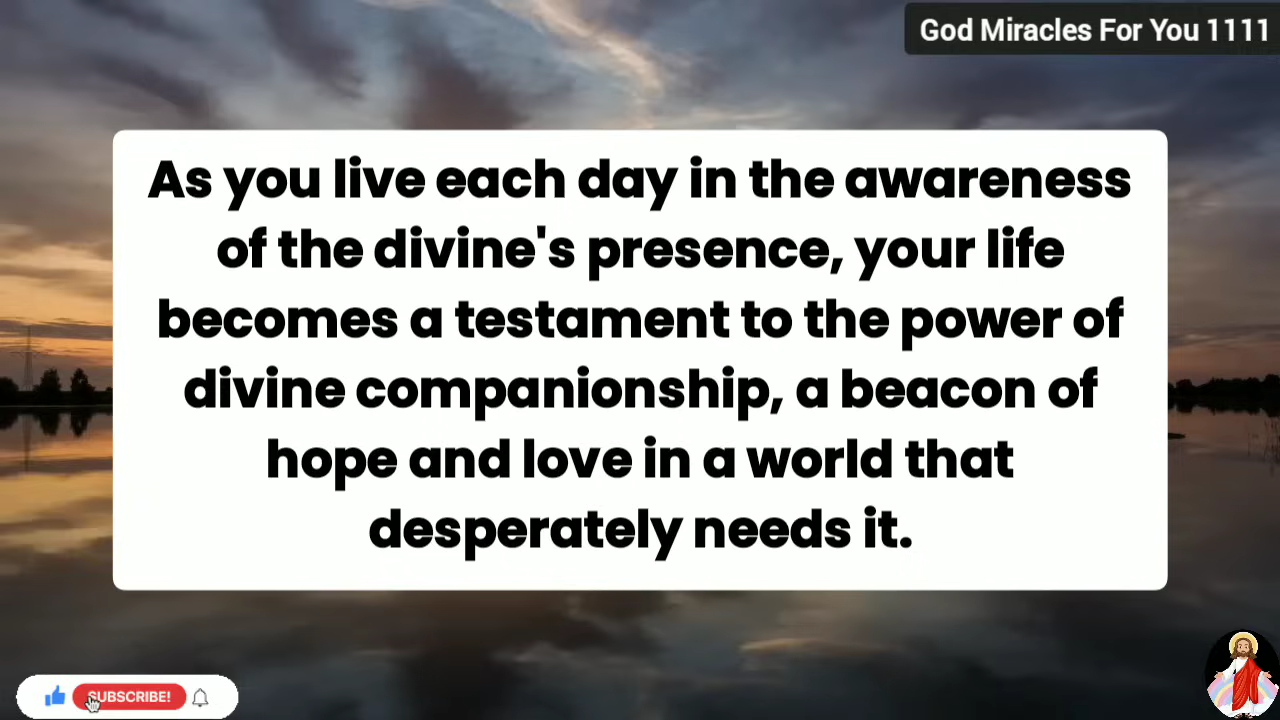 God Miracles For You 1111
As you live each day in the awareness
of the divine's presence, your life
becomes a testament to the power of
divine companionship, a beacon of
hope and love in a world that
desperately needs it.
SUBSCRIBE!